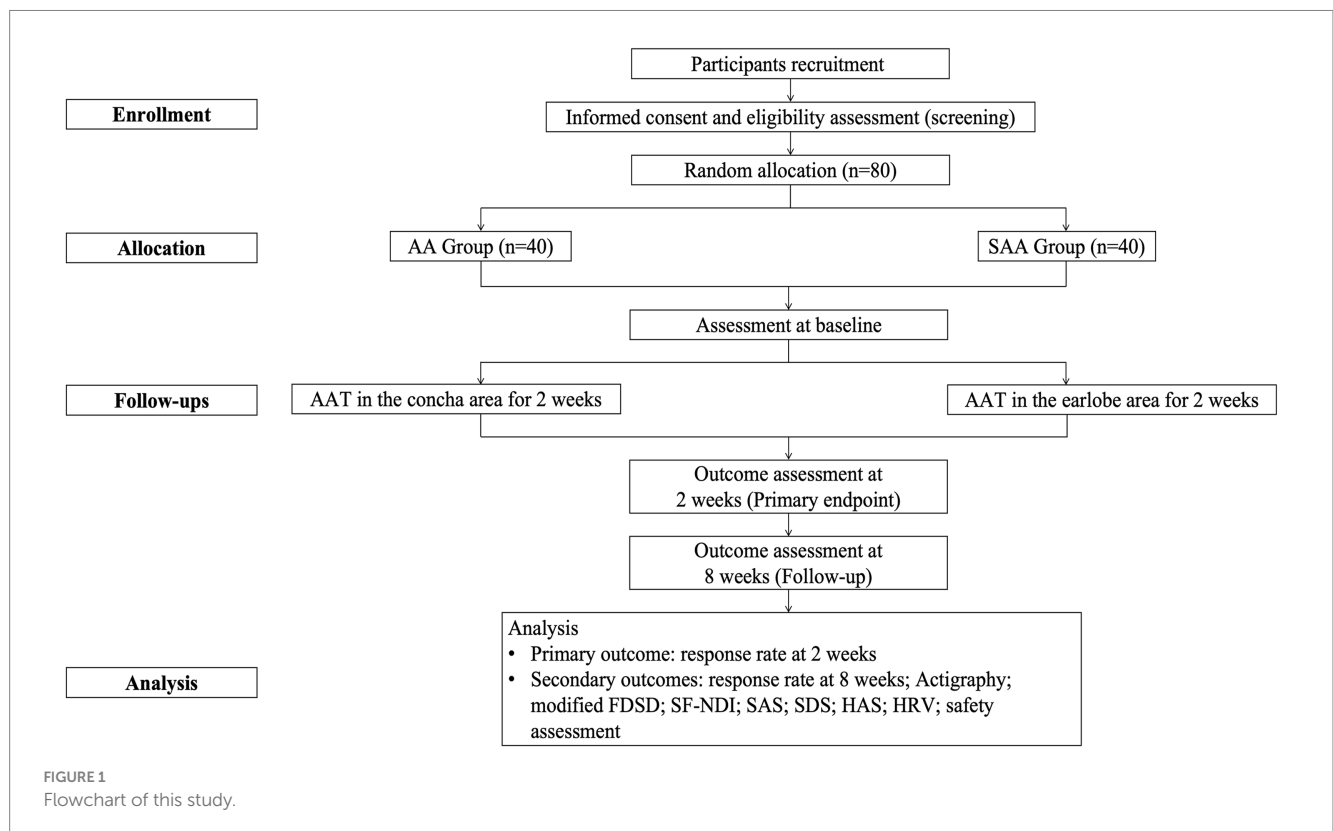 Participants recruitment
Enrollment
Informed consent and eligibility assessment (screening)
Random allocation (n=80)
Allocation
AA Group (n=40)
SAA Group (n=40)
Assessment at baseline
Follow-ups
AAT in the concha area for 2 weeks
AAT in the earlobe area for 2 weeks
Outcome assessment at
2 weeks (Primary endpoint)
Outcome assessment at
8 weeks (Follow-up)
Analysis
Analysis
• Primary outcome: response rate at 2 weeks
• Secondary outcomes: response rate at 8 weeks; Actigraphy;
modified FDSD; SF-NDI; SAS; SDS; HAS; HRV; safety
assessment
FIGURE 1
Flowchart of this study.